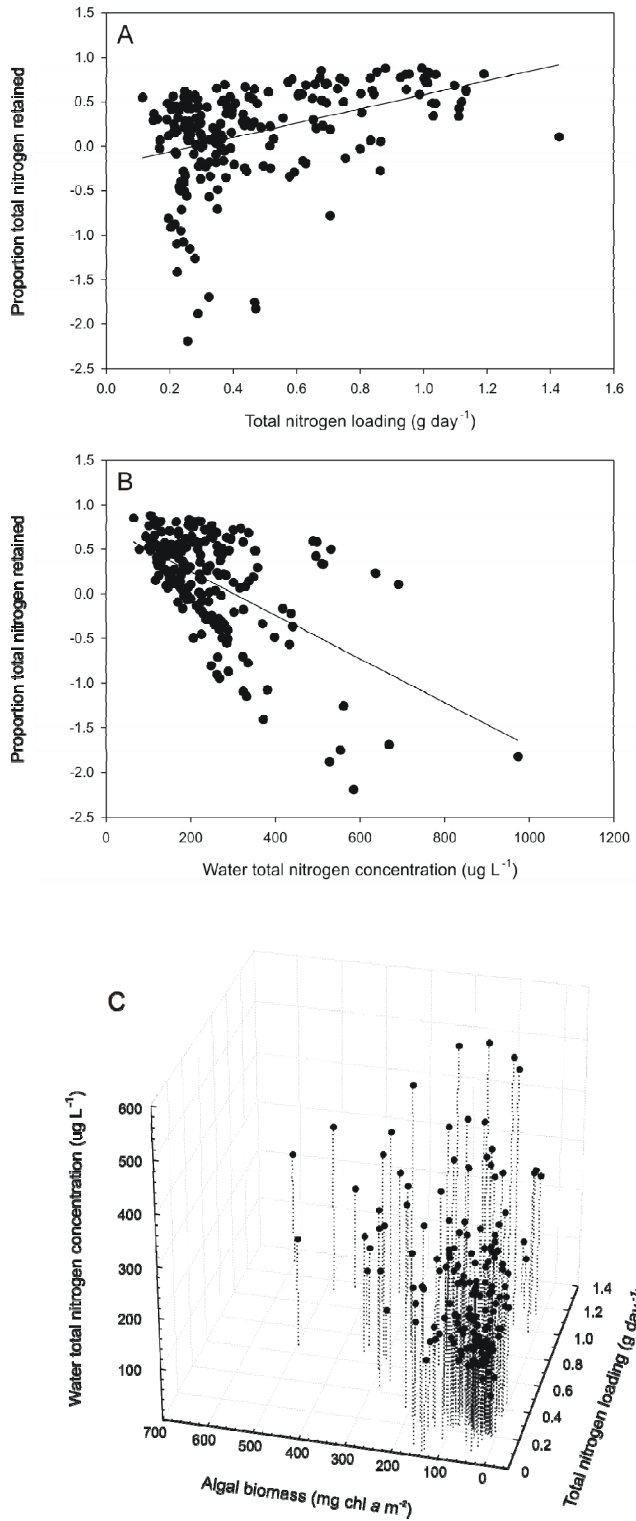 A
1.5
1.0
0.5
0.0
-0.5
-1.0
-1.5
-2.0
-2.5
Proportion total nitrogen retained
0.0 0.2 0.4 0.6 0.8 1.0 1.2 1.4 1.6
Total nitrogen loading (g day⁻¹)
B
1.5
1.0
0.5
0.0
-0.5
-1.0
-1.5
-2.0
-2.5
Proportion total nitrogen retained
0 200 400 600 800 1000 1200
Water total nitrogen concentration (ug L⁻¹)
C
600
500
400
300
200
100
Water total nitrogen concentration (ug L⁻¹)
700 600 500 400 300 200 100 0
Algal biomass (mg chl a m⁻²)
0 0.2 0.4 0.6 0.8 1.0 1.2 1.4
Total nitrogen loading (g day⁻¹